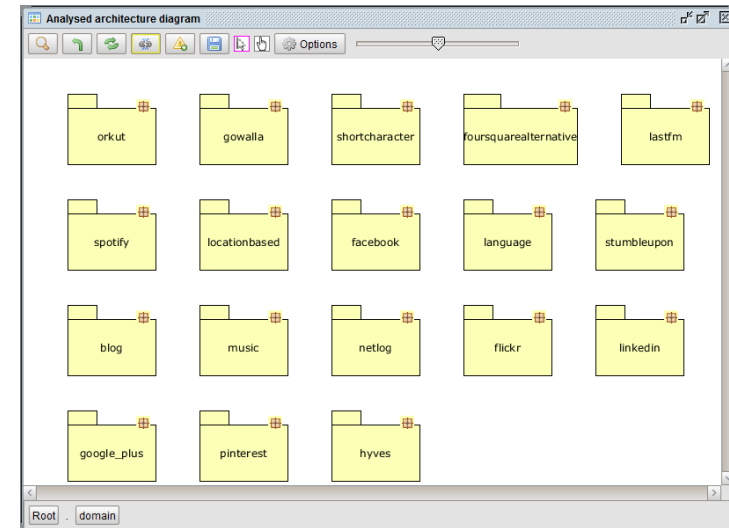 Analysed architecture diagram
Options
orkut gowalla shortcharacter foursquarealternative lastfm
spotify locationbased facebook language stumbleupon
blog music netlog flickr linkedin
google_plus pinterest hyves
Root . domain